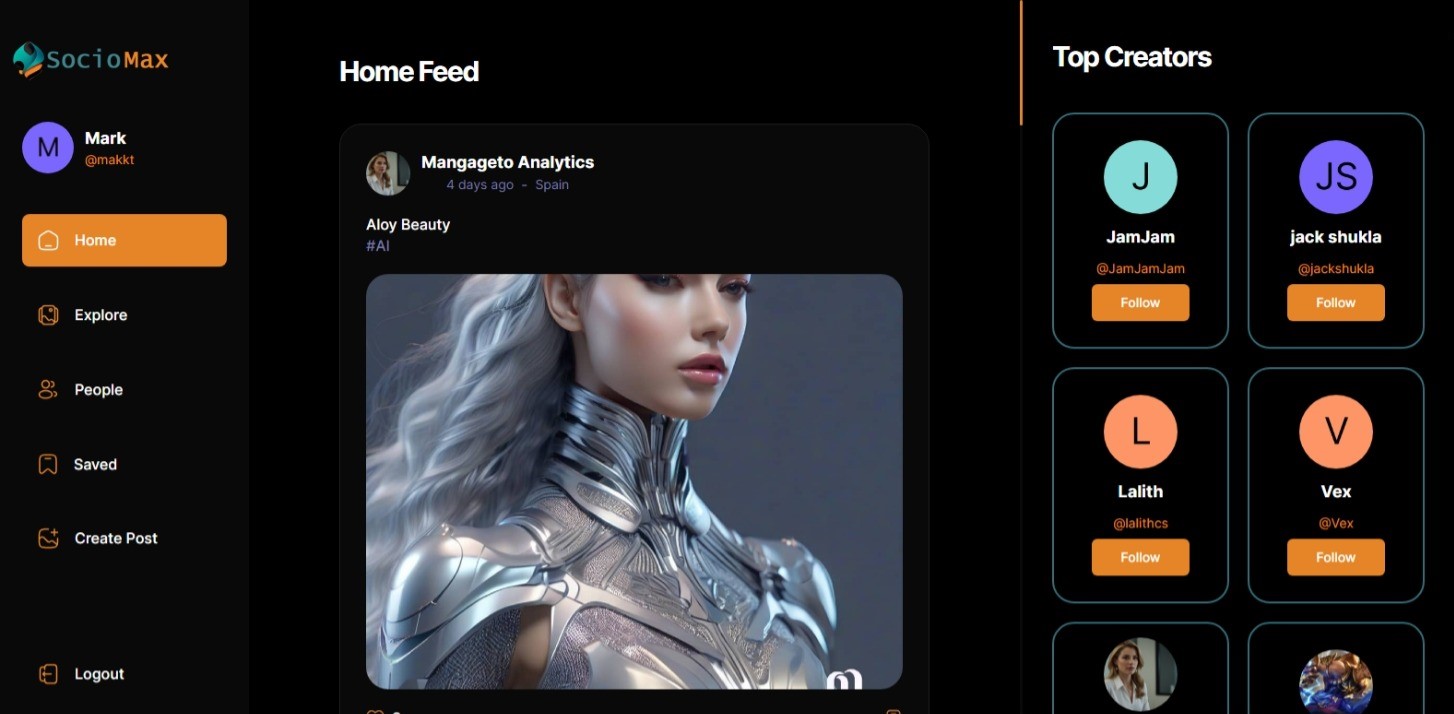 SocioMax
M
Mark
@makkt
Home
Explore
People
Saved
Create Post
Logout
Home Feed
Mangageto Analytics
4 days ago - Spain
Aloy Beauty
#AI
Top Creators
J
JamJam
@JamJamJam
Follow
JS
jack shukla
@jackshukla
Follow
L
Lalith
@lalithcs
Follow
V
Vex
@Vex
Follow